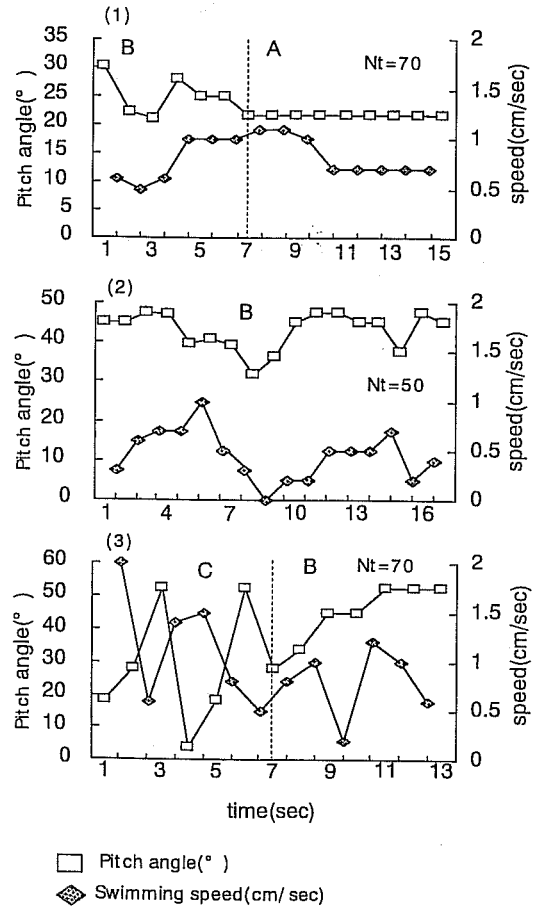 (1)
B A
Nt=70
Pitch angle(° )
35
30
25
20
15
10
5
0
speed(cm/sec)
2
1.5
1
0.5
0
1 3 5 7 9 11 13 15
(2)
B
Nt=50
Pitch angle(° )
50
40
30
20
10
0
speed(cm/sec)
2
1.5
1
0.5
0
1 4 7 10 13 16
(3)
C B Nt=70
Pitch angle(° )
60
50
40
30
20
10
0
speed(cm/sec)
2
1.5
1
0.5
0
1 3 5 7 9 11 13
time(sec)
Pitch angle(° )
Swimming speed(cm/sec)